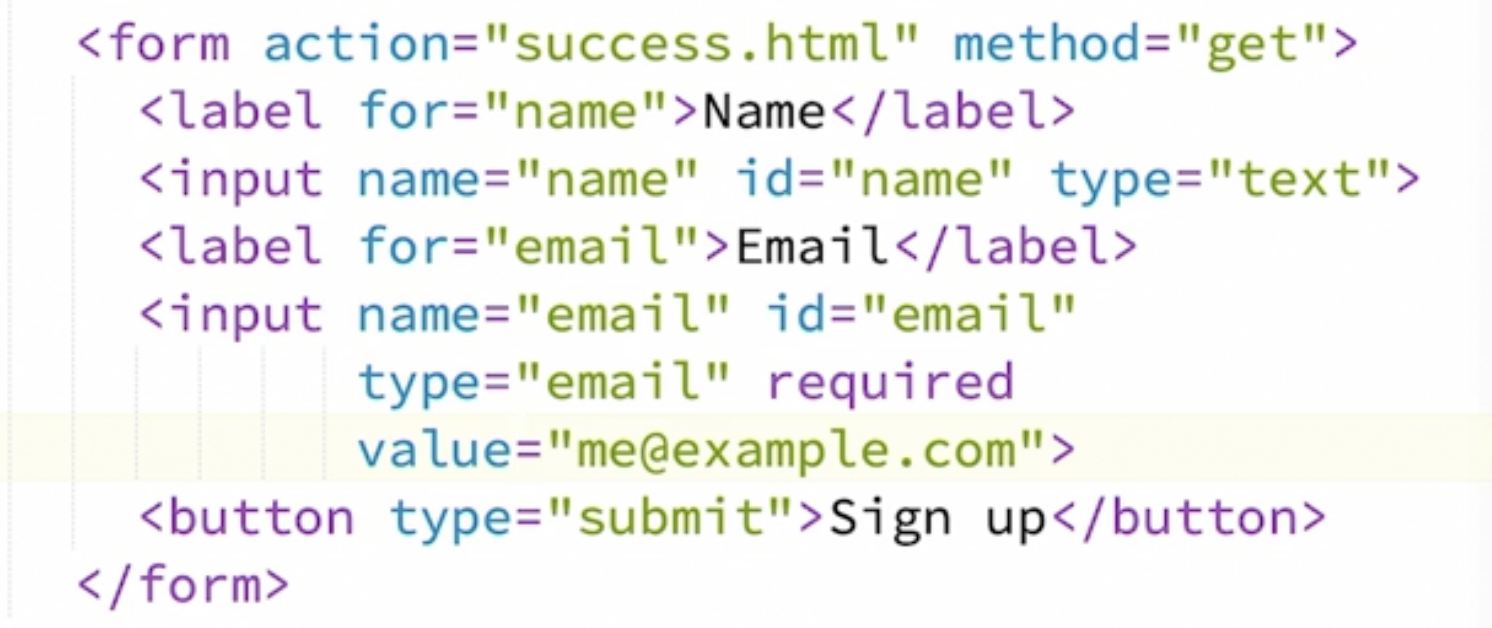 <form action="success.html" method="get">
<label for="name">Name</label>
<input name="name" id="name" type="text">
<label for="email">Email</label>
<input name="email" id="email"
type="email" required
value="me@example.com">
<button type="submit">Sign up</button>
</form>